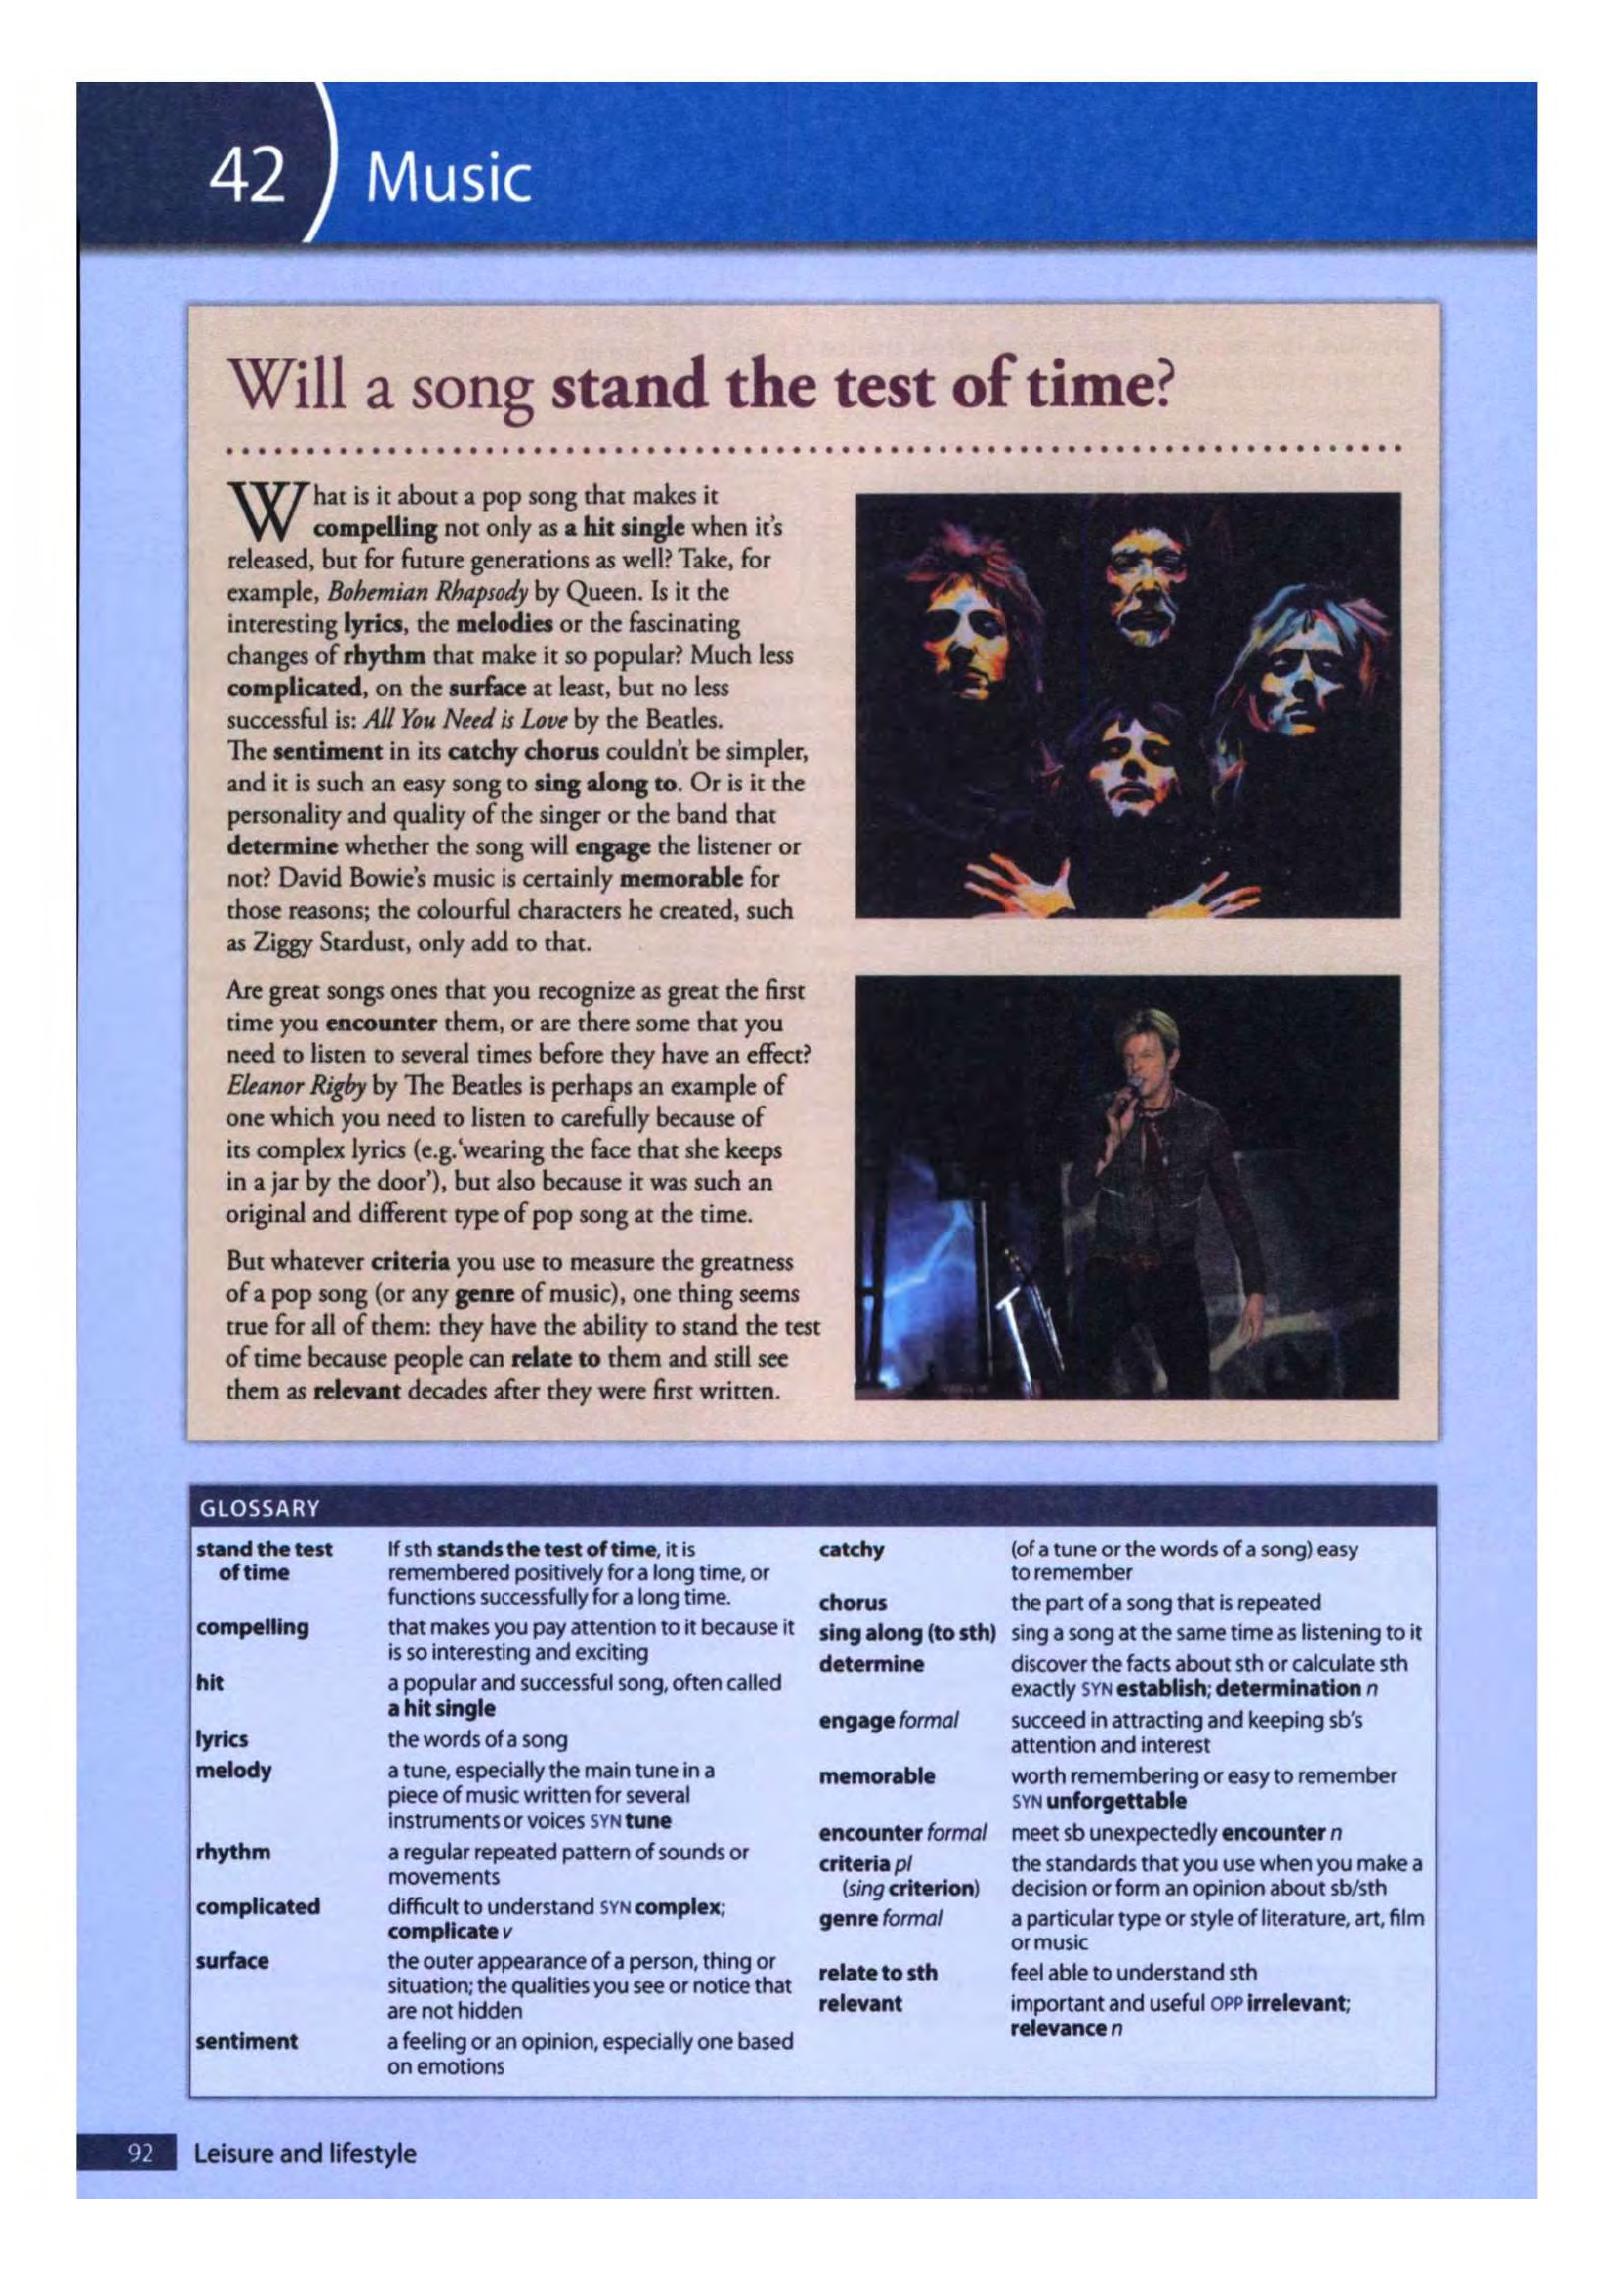 42
Music
Will a song stand the test of time?
What is it about a pop song that makes it
compelling not only as a hit single when it's
released, but for future generations as well? Take, for
example, Bohemian Rhapsody by Queen. Is it the
interesting lyrics, the melodies or the fascinating
changes of rhythm that make it so popular? Much less
complicated, on the surface at least, but no less
successful is: All You Need is Love by the Beatles.
The sentiment in its catchy chorus couldn't be simpler,
and it is such an easy song to sing along to. Or is it the
personality and quality of the singer or the band that
determine whether the song will engage the listener or
not? David Bowie's music is certainly memorable for
those reasons; the colourful characters he created, such
as Ziggy Stardust, only add to that.
Are great songs ones that you recognize as great the first
time you encounter them, or are there some that you
need to listen to several times before they have an effect?
Eleanor Rigby by The Beatles is perhaps an example of
one which you need to listen to carefully because of
its complex lyrics (e.g.'wearing the face that she keeps
in a jar by the door'), but also because it was such an
original and different type of pop song at the time.
But whatever criteria you use to measure the greatness
of a pop song (or any genre of music), one thing seems
true for all of them: they have the ability to stand the test
of time because people can relate to them and still see
them as relevant decades after they were first written.
GLOSSARY
stand the test If sth stands the test of time, it is
of time remembered positively for a long time, or
functions successfully for a long time.
compelling that makes you pay attention to it because it
is so interesting and exciting
hit a popular and successful song, often called
a hit single
lyrics the words of a song
melody a tune, especially the main tune in a
piece of music written for several
instruments or voices SYN tune
rhythm a regular repeated pattern of sounds or
movements
complicated difficult to understand SYN complex;
complicate v
surface the outer appearance of a person, thing or
situation; the qualities you see or notice that
are not hidden
sentiment a feeling or an opinion, especially one based
on emotions
catchy (of a tune or the words of a song) easy
to remember
chorus the part of a song that is repeated
sing along (to sth) sing a song at the same time as listening to it
determine discover the facts about sth or calculate sth
exactly SYN establish; determination n
engage formal succeed in attracting and keeping sb's
attention and interest
memorable worth remembering or easy to remember
SYN unforgettable
encounter formal meet sb unexpectedly encounter n
criteria pl the standards that you use when you make a
(sing criterion) decision or form an opinion about sb/sth
genre formal a particular type or style of literature, art, film
or music
relate to sth feel able to understand sth
relevant important and useful OPP irrelevant;
relevance n
92 Leisure and lifestyle